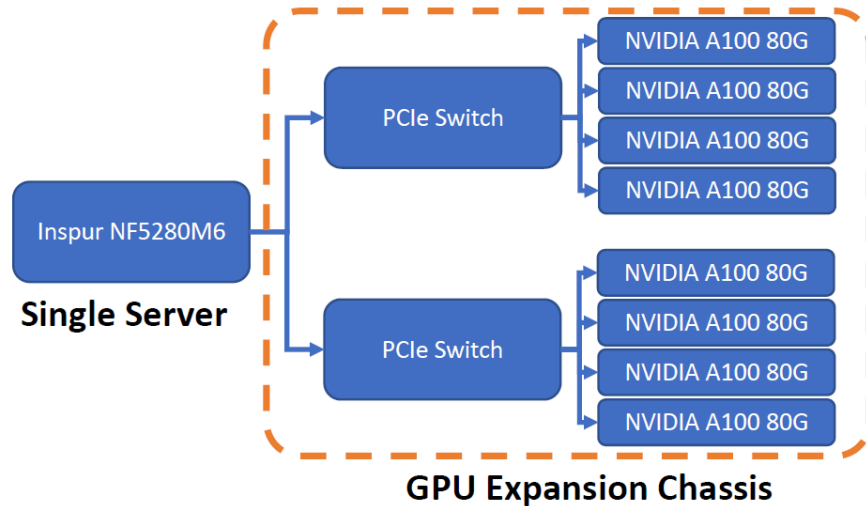 NVIDIA A100 80G
NVIDIA A100 80G
PCIe Switch
NVIDIA A100 80G
NVIDIA A100 80G
Inspur NF5280M6
Single Server
NVIDIA A100 80G
NVIDIA A100 80G
PCIe Switch
NVIDIA A100 80G
NVIDIA A100 80G
GPU Expansion Chassis